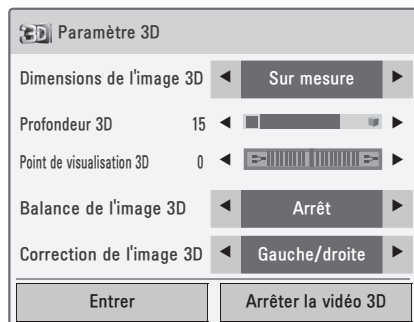 3D Paramètre 3D
Dimensions de l'image 3D ◀ Sur mesure ▶
Profondeur 3D 15 ◀ ▶
Point de visualisation 3D 0 ◀ ▶
Balance de l'image 3D ◀ Arrêt ▶
Correction de l'image 3D ◀ Gauche/droite ▶
Entrer Arrêter la vidéo 3D